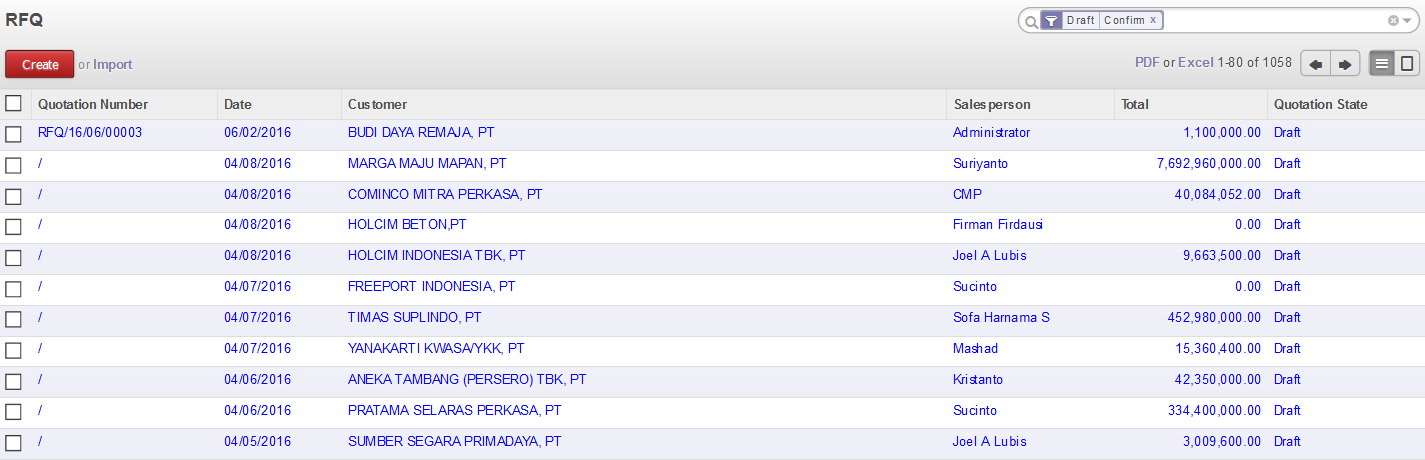 RFQ
Draft Confirm x
Create or Import
PDF or Excel 1-80 of 1058
Quotation Number Date Customer Salesperson Total Quotation State
RFQ/16/06/00003 06/02/2016 BUDI DAYA REMAJA, PT Administrator 1,100,000.00 Draft
/ 04/08/2016 MARGA MAJU MAPAN, PT Suriyanto 7,692,960,000.00 Draft
/ 04/08/2016 COMINCO MITRA PERKASA, PT CMP 40,084,052.00 Draft
/ 04/08/2016 HOLCIM BETON,PT Firman Firdausi 0.00 Draft
/ 04/08/2016 HOLCIM INDONESIA TBK, PT Joel A Lubis 9,663,500.00 Draft
/ 04/07/2016 FREEPORT INDONESIA, PT Sucinto 0.00 Draft
/ 04/07/2016 TIMAS SUPLINDO, PT Sofa Harnama S 452,980,000.00 Draft
/ 04/07/2016 YANAKARTI KWASA/YKK, PT Mashad 15,360,400.00 Draft
/ 04/06/2016 ANEKA TAMBANG (PERSERO) TBK, PT Kristanto 42,350,000.00 Draft
/ 04/06/2016 PRATAMA SELARAS PERKASA, PT Sucinto 334,400,000.00 Draft
/ 04/05/2016 SUMBER SEGARA PRIMADAYA, PT Joel A Lubis 3,009,600.00 Draft